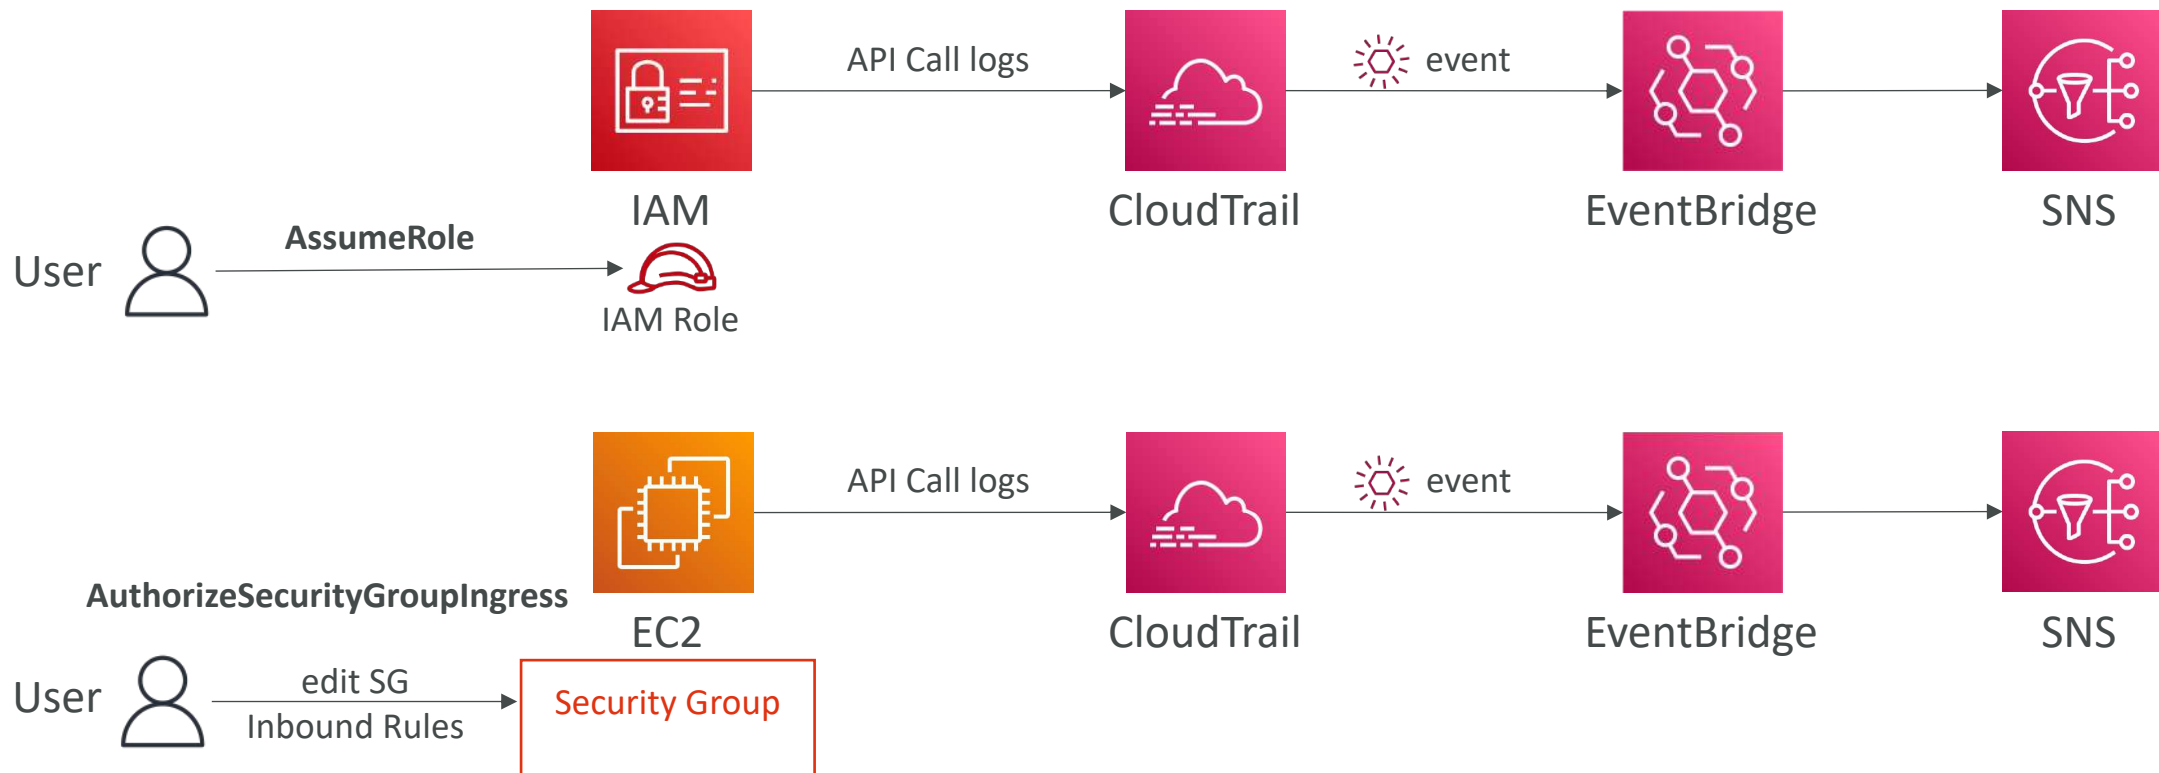 API Call logs
event
IAM
CloudTrail
EventBridge
SNS
User
AssumeRole
IAM Role
API Call logs
event
AuthorizeSecurityGroupIngress
EC2
CloudTrail
EventBridge
SNS
User
edit SG
Inbound Rules
Security Group